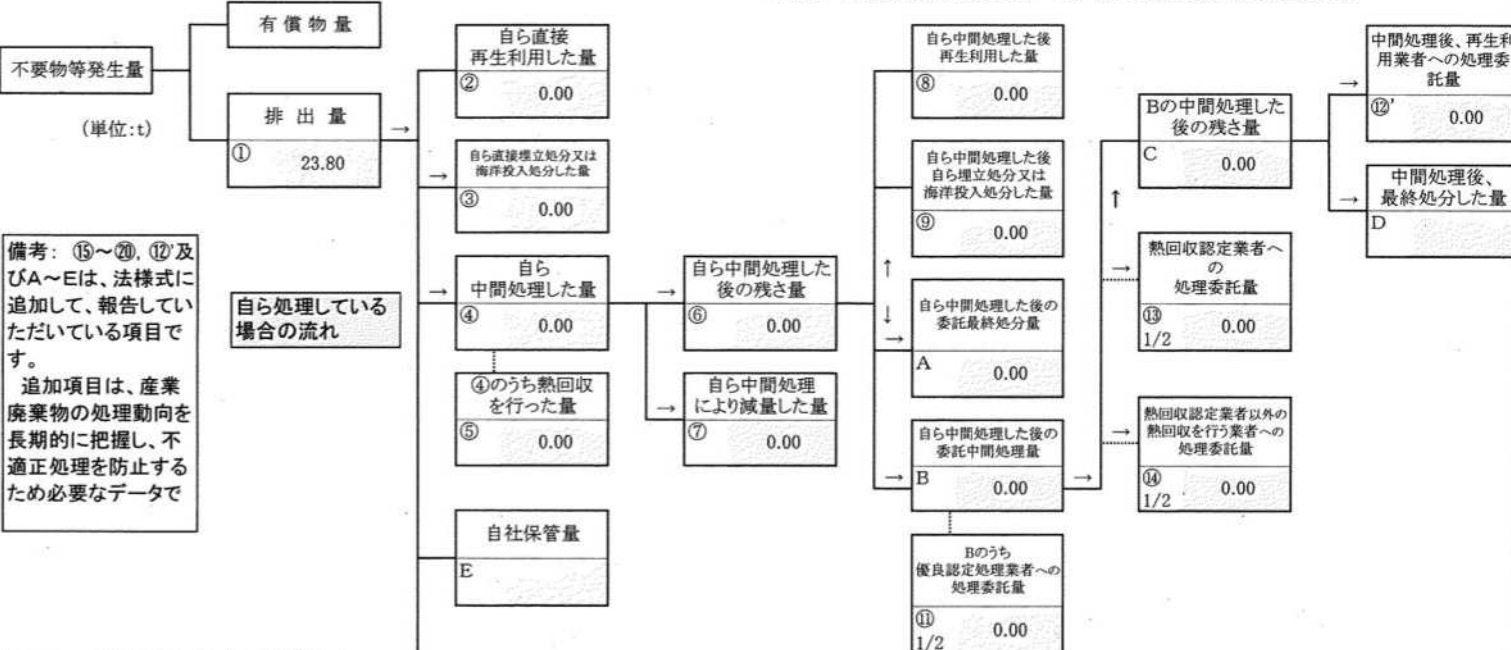 有 償 物 量
不要物等発生量
(単位:t)
排 出 量
①
23.80
→
自ら直接
再生利用した量
②
0.00
→
自ら直接埋立処分又は
海洋投入処分した量
③
0.00
→
自ら
中間処理した量
④
0.00
④のうち熱回収
を行った量
⑤
0.00
自社保管量
E
備考: ⑮～⑳, ⑫'及
びA～Eは、法様式に
追加して、報告してい
ただいている項目で
す。
追加項目は、産業
廃棄物の処理動向を
長期的に把握し、不
適正処理を防止する
ため必要なデータで
自ら処理している
場合の流れ
→
自ら中間処理した
後の残さ量
⑥
0.00
→
自ら中間処理
により減量した量
⑦
0.00
自ら中間処理した後
再生利用した量
⑧
0.00
自ら中間処理した後
自ら埋立処分又は
海洋投入処分した量
⑨
0.00
↑
↓
→
自ら中間処理した後の
委託最終処分量
A
0.00
→
自ら中間処理した後の
委託中間処理量
B
0.00
→
Bのうち
優良認定処理業者への
処理委託量
⑪
1/2
0.00
↑
Bの中間処理した
後の残さ量
C
0.00
→
熱回収認定業者へ
の
処理委託量
⑬
1/2
0.00
→
熱回収認定業者以外の
熱回収を行う業者への
処理委託量
⑭
1/2
0.00
→
中間処理後、再生利
用業者への処理委
託量
⑫'
0.00
→
中間処理後、
最終処分した量
D